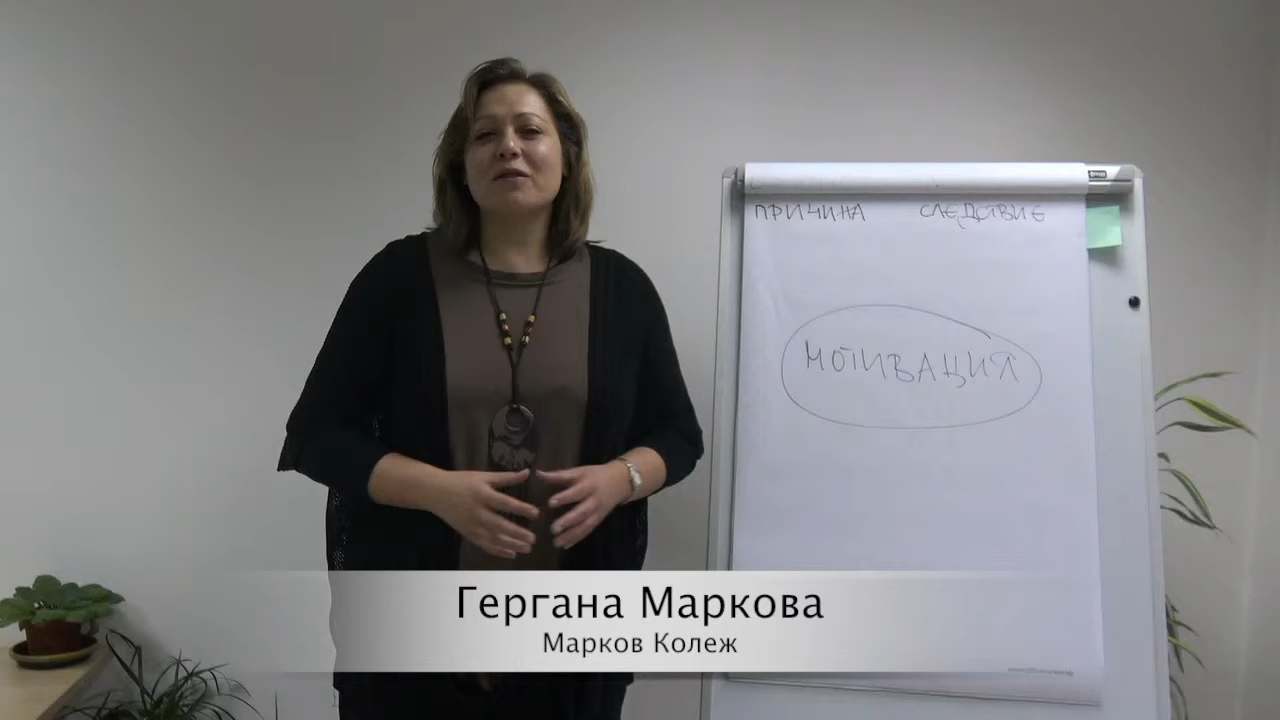 ПРИЧИНА СЛЕДСТВИЕ
МОТИВАЦИЯ
Гергана Маркова
Марков Колеж